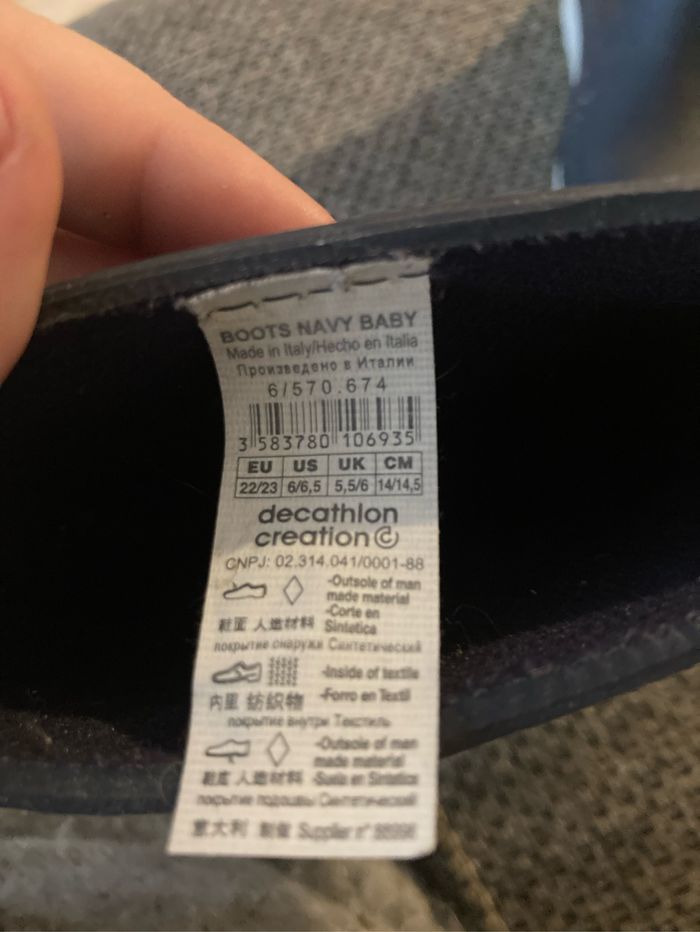 BOOTS NAVY BABY
Made in Italy/Hecho en Italia
Произведено в Италии
6/570.674
3 583780 106935
EU US UK CM
22/23 6/6,5 5,5/6 14/14,5
decathlon
creation
CNPJ: 02.314.041/0001-88
-Outsole of man
made material
-Corte en
鞋面 人造材料 Sintetica
покрытие снаружи Синтетический
-Inside of textile
内里 纺织物 -Forro en Textil
покрытие внутри Текстиль
-Outsole of man
made material
鞋底 人造材料 -Suela en Sintetica
покрытие подошвы Синтетический
意大利 制造 Supplier n°